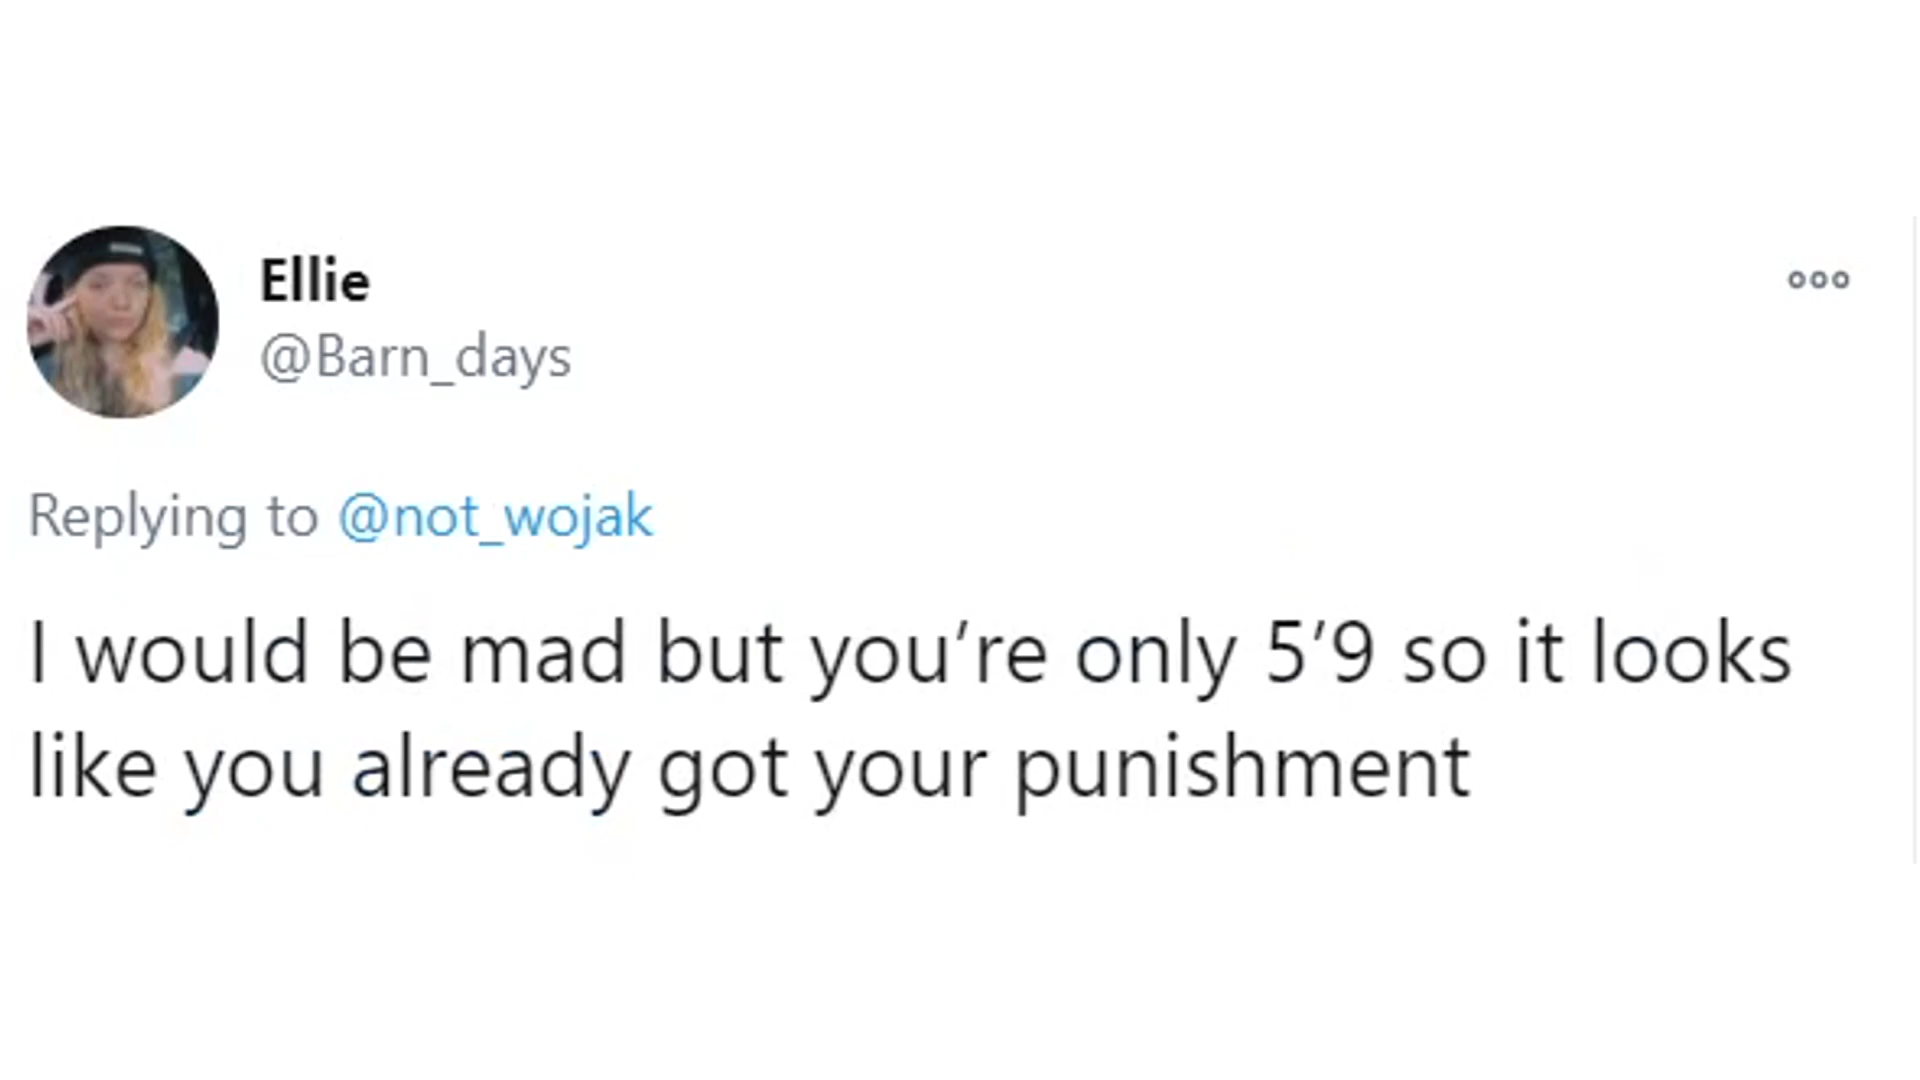 Ellie
@Barn_days
Replying to @not_wojak
I would be mad but you’re only 5’9 so it looks
like you already got your punishment